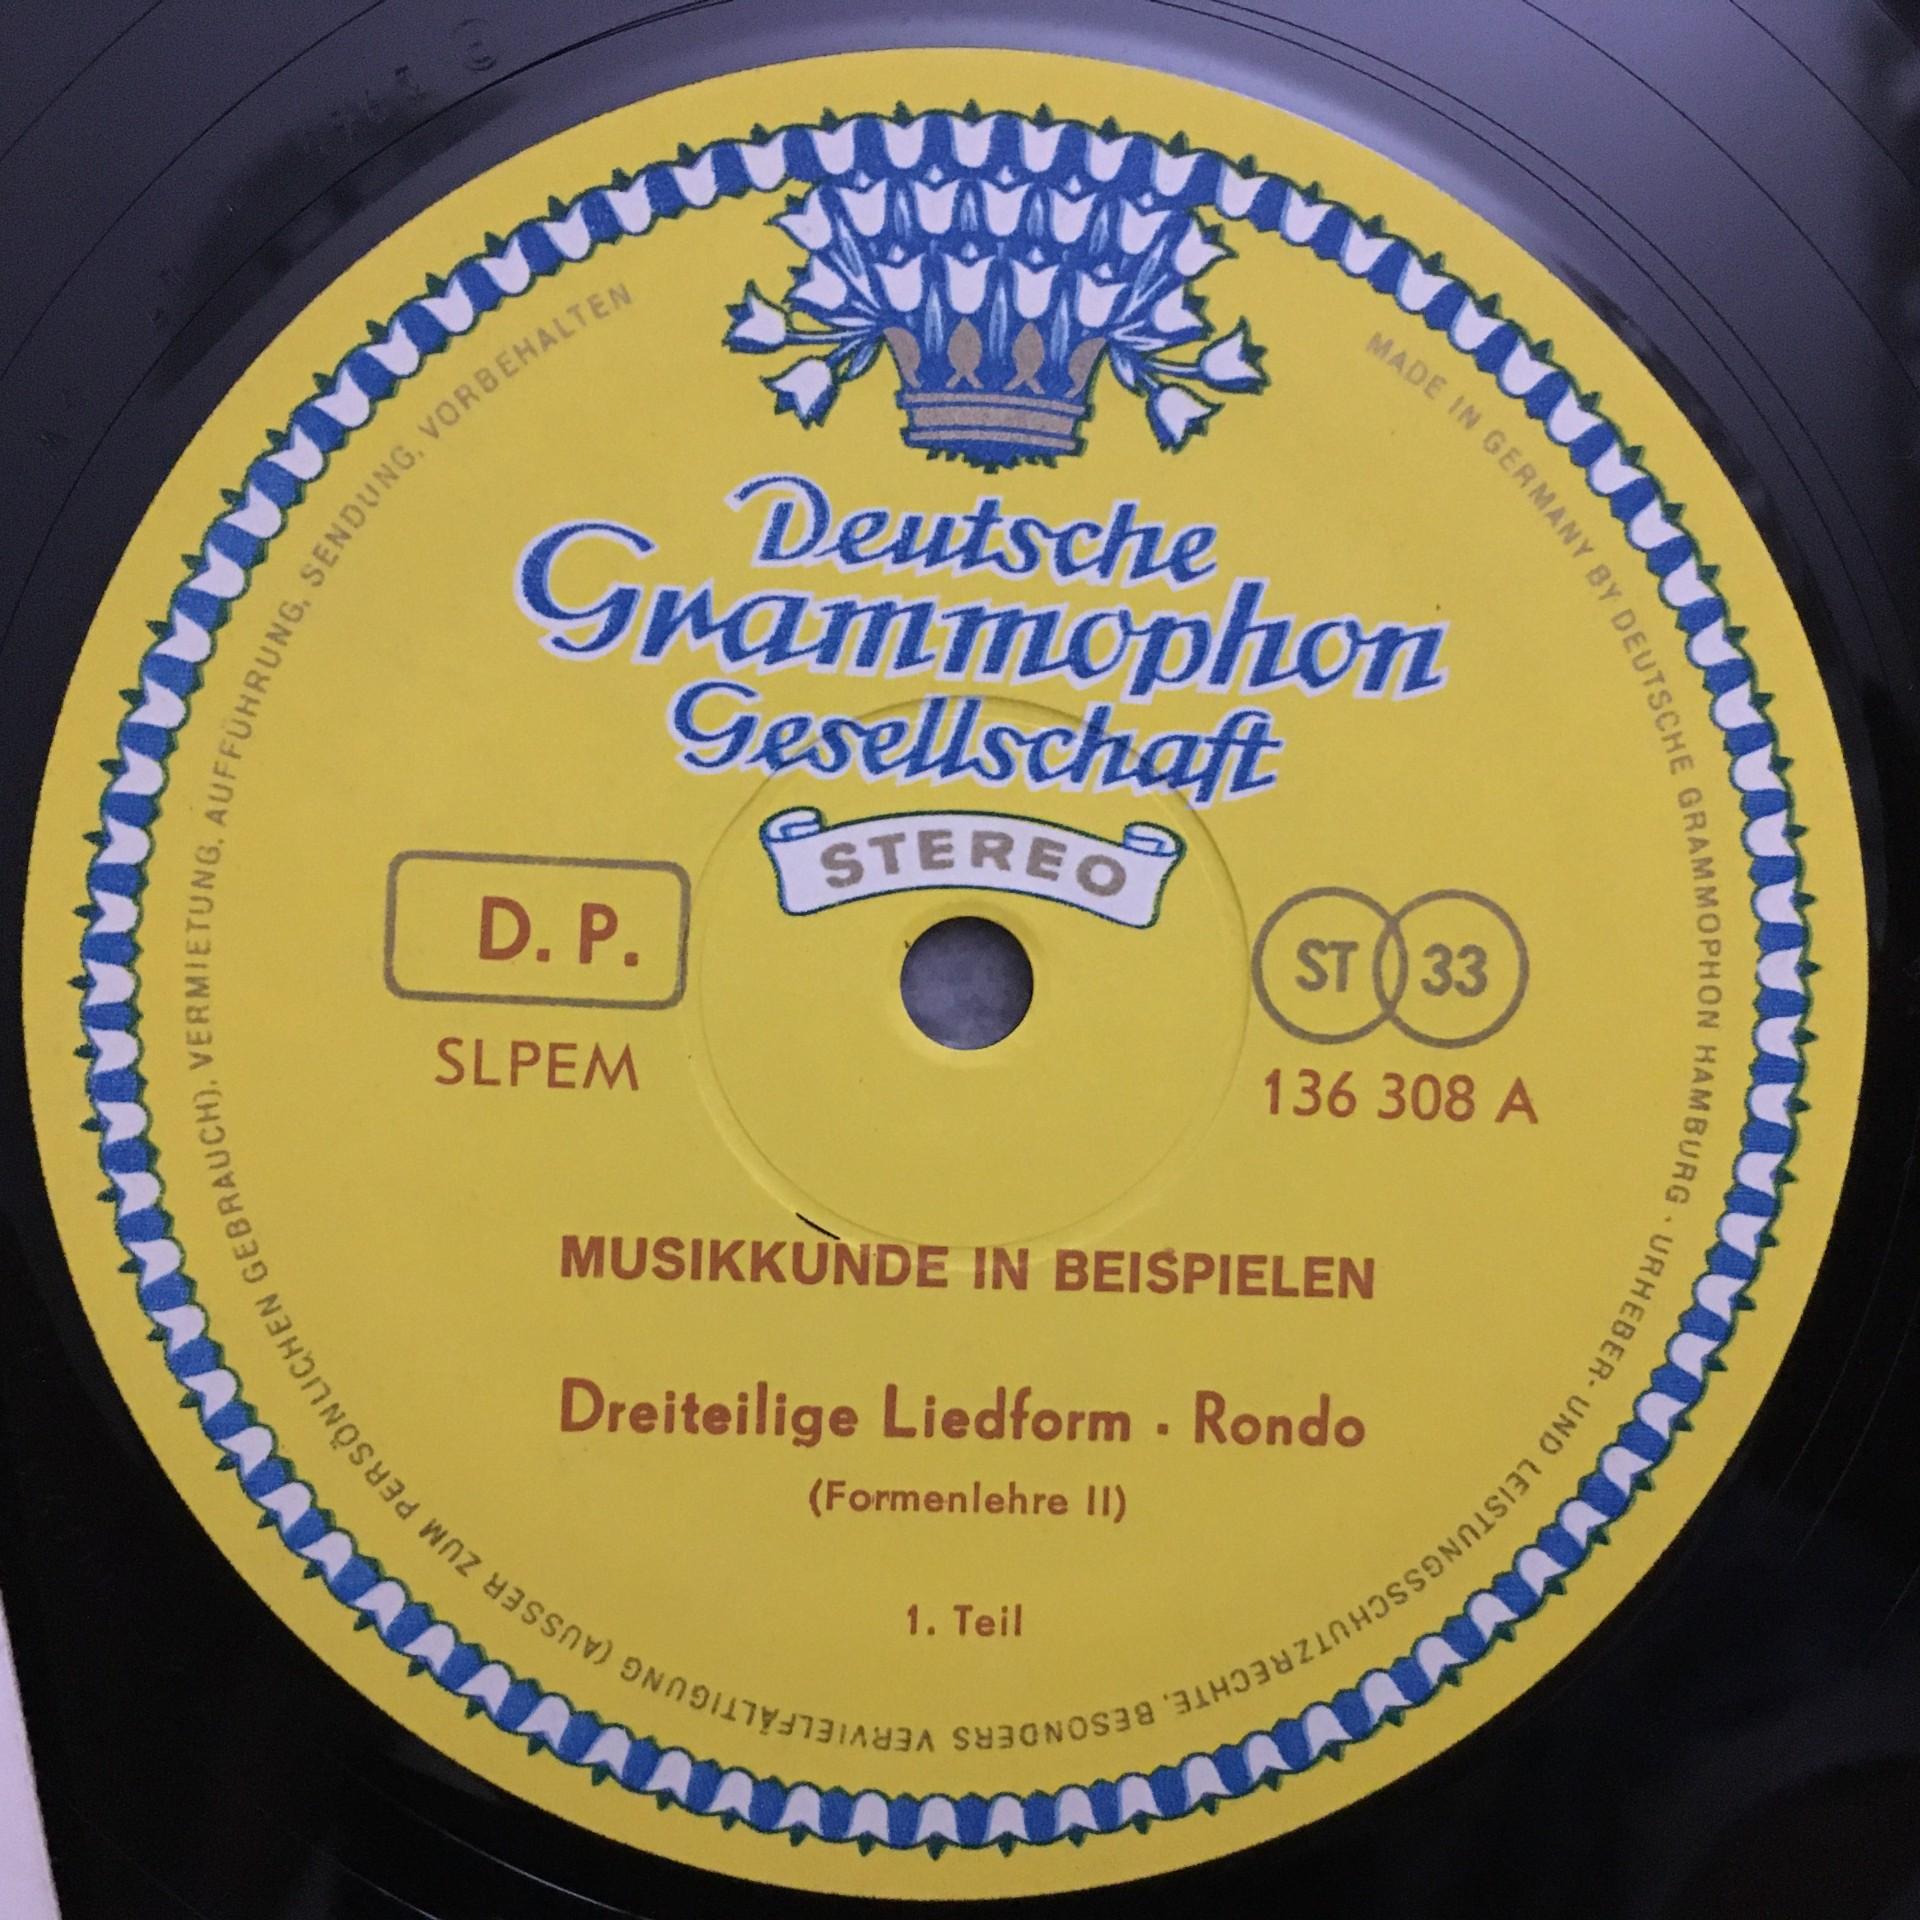 Deutsche
Grammophon
Gesellschaft
STEREO
D. P.
ST 33
SLPEM
136 308 A
MUSIKKUNDE IN BEISPIELEN
Dreiteilige Liedform · Rondo
(Formenlehre II)
1. Teil
MADE IN GERMANY BY DEUTSCHE GRAMMOPHON HAMBURG · URHEBER- UND LEISTUNGSSCHUTZRECHTE, BESONDERS VERVIELFÄLTIGUNG (AUSSER ZUM PERSÖNLICHEN GEBRAUCH), VERMIETUNG, AUFFÜHRUNG, SENDUNG, VORBEHALTEN